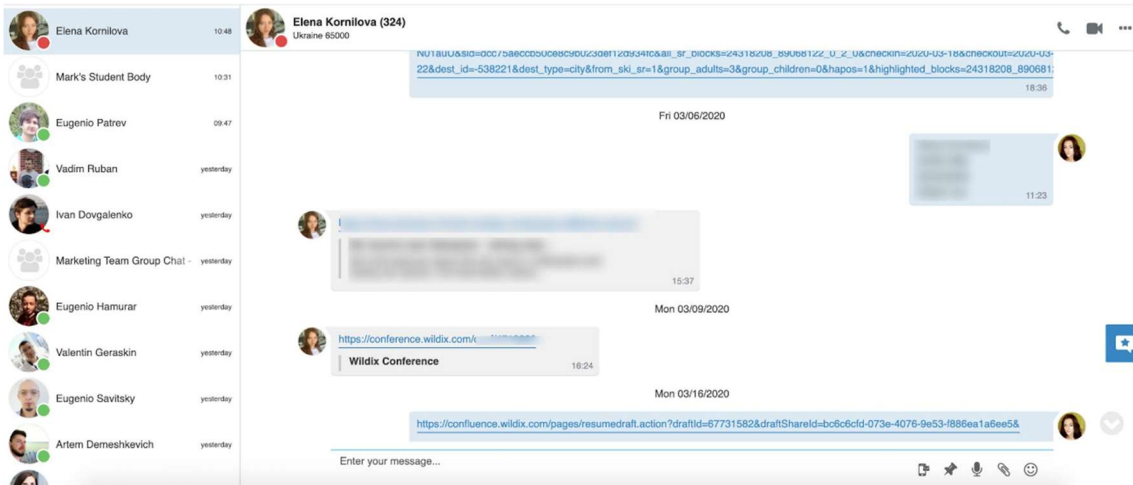 Elena Kornilova
10:48
Mark's Student Body
10:31
Eugenio Patrev
09:47
Vadim Ruban
yesterday
Ivan Dovgalenko
yesterday
Marketing Team Group Chat -
yesterday
Eugenio Hamurar
yesterday
Valentin Geraskin
yesterday
Eugenio Savitsky
yesterday
Artem Demeshkevich
yesterday
Elena Kornilova (324)
Ukraine 65000
22&dest_id=-538221&dest_type=city&from_ski_sr=1&group_adults=3&group_children=0&hapos=1&highlighted_blocks=24318208_890681
18:36
Fri 03/06/2020
11:23
15:37
Mon 03/09/2020
https://conference.wildix.com/
Wildix Conference
16:24
Mon 03/16/2020
https://confluence.wildix.com/pages/resumedraft.action?draftId=67731582&draftShareId=bc6c6cfd-073e-4076-9e53-f886ea1a6ee5&
Enter your message...